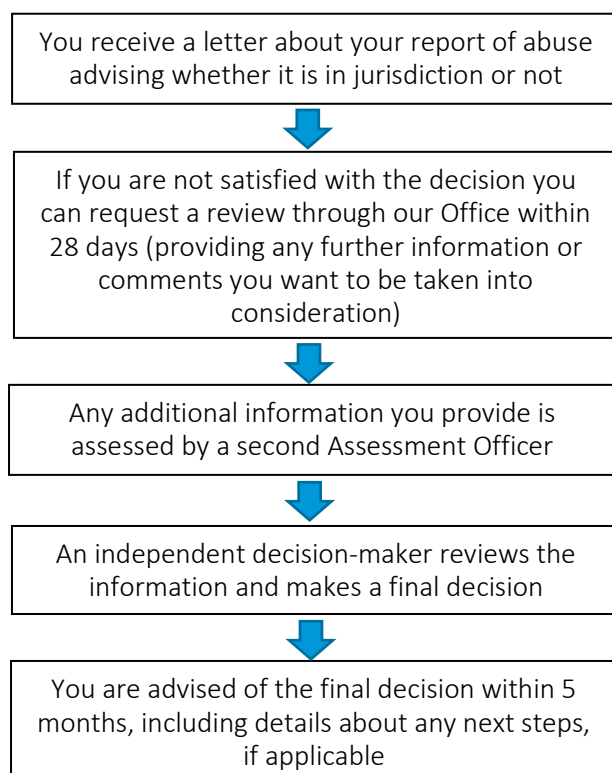 You receive a letter about your report of abuse
advising whether it is in jurisdiction or not
If you are not satisfied with the decision you
can request a review through our Office within
28 days (providing any further information or
comments you want to be taken into
consideration)
Any additional information you provide is
assessed by a second Assessment Officer
An independent decision-maker reviews the
information and makes a final decision
You are advised of the final decision within 5
months, including details about any next steps,
if applicable